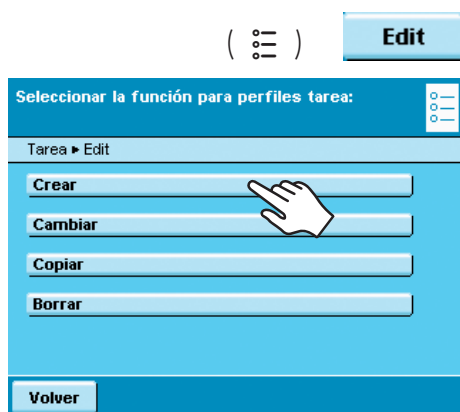 ( ) Edit
Seleccionar la función para perfiles tarea:
Tarea ▸ Edit
Crear
Cambiar
Copiar
Borrar
Volver